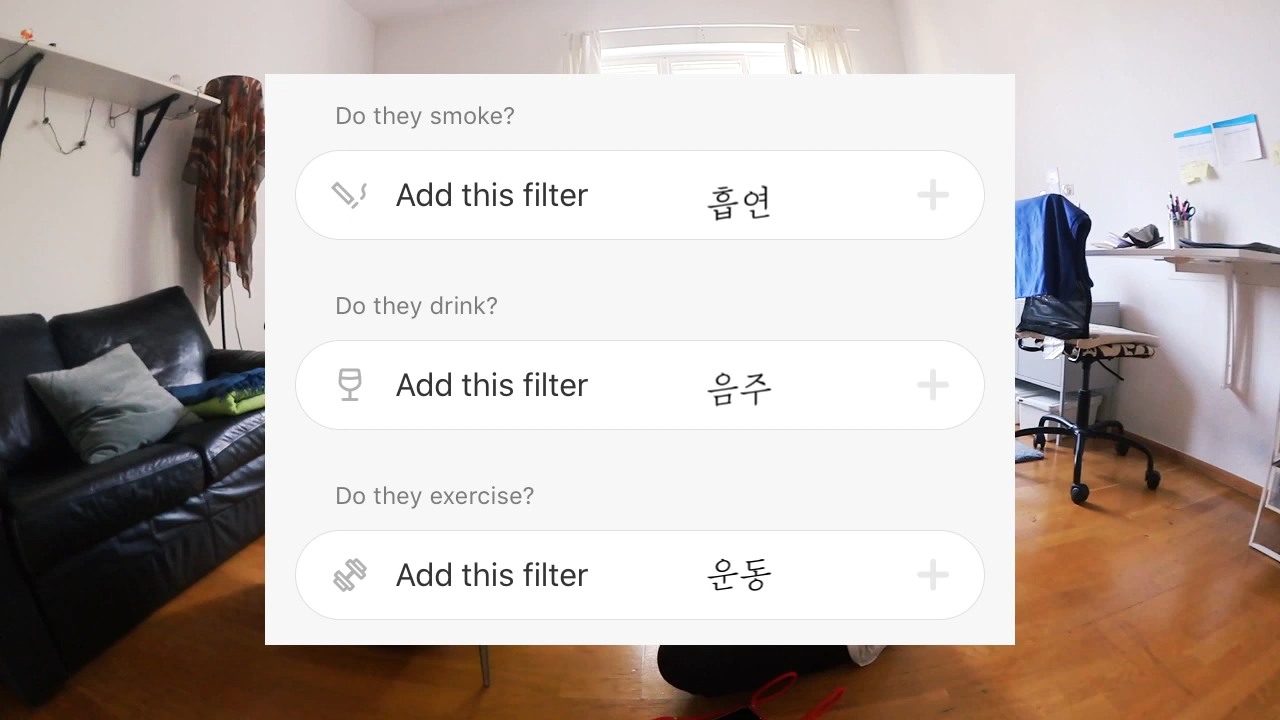 Do they smoke?
Add this filter 흡연
Do they drink?
Add this filter 음주
Do they exercise?
Add this filter 운동